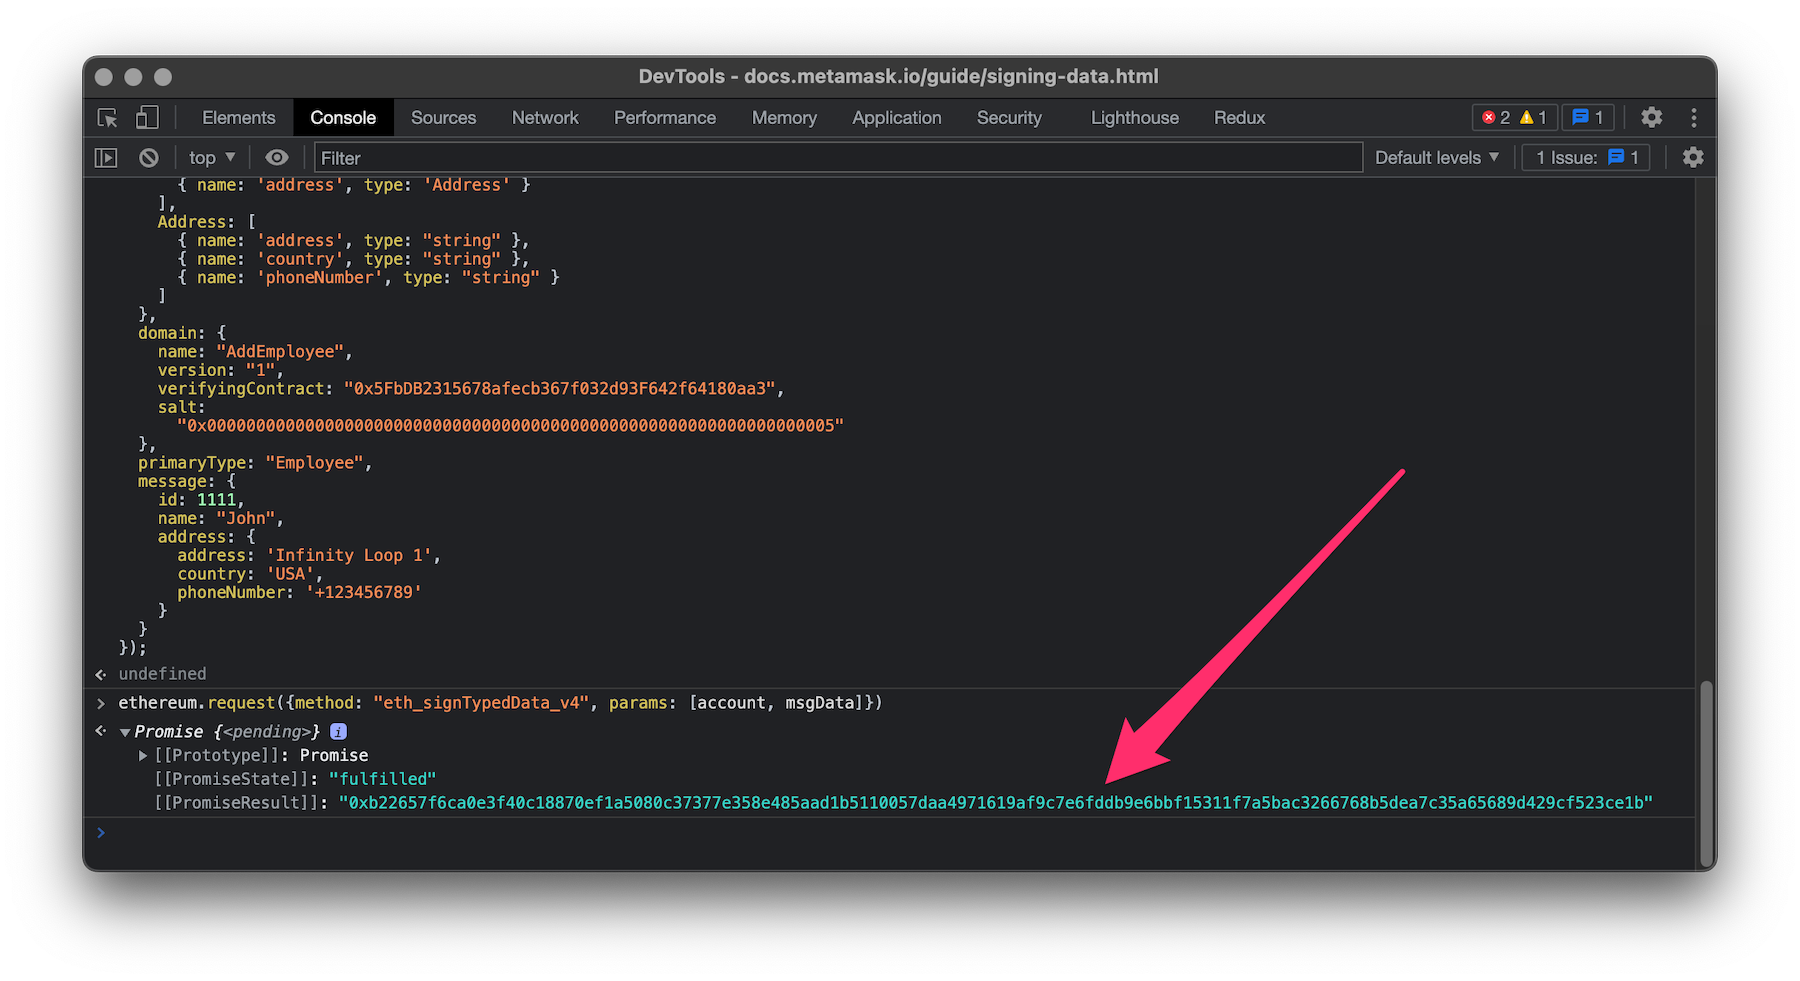 DevTools - docs.metamask.io/guide/signing-data.html
Elements Console Sources Network Performance Memory Application Security Lighthouse Redux 2 1 1
top Filter Default levels 1 Issue: 1
{ name: 'address', type: 'Address' }
],
Address: [
{ name: 'address', type: "string" },
{ name: 'country', type: "string" },
{ name: 'phoneNumber', type: "string" }
]
},
domain: {
name: "AddEmployee",
version: "1",
verifyingContract: "0x5FbDB2315678afecb367f032d93F642f64180aa3",
salt:
"0x0000000000000000000000000000000000000000000000000000000000000005"
},
primaryType: "Employee",
message: {
id: 1111,
name: "John",
address: {
address: 'Infinity Loop 1',
country: 'USA',
phoneNumber: '+123456789'
}
}
});
undefined
ethereum.request({method: "eth_signTypedData_v4", params: [account, msgData]})
Promise {<pending>} i
[[Prototype]]: Promise
[[PromiseState]]: "fulfilled"
[[PromiseResult]]: "0xb22657f6ca0e3f40c18870ef1a5080c37377e358e485aad1b5110057daa4971619af9c7e6fddb9e6bbf15311f7a5bac3266768b5dea7c35a65689d429cf523ce1b"